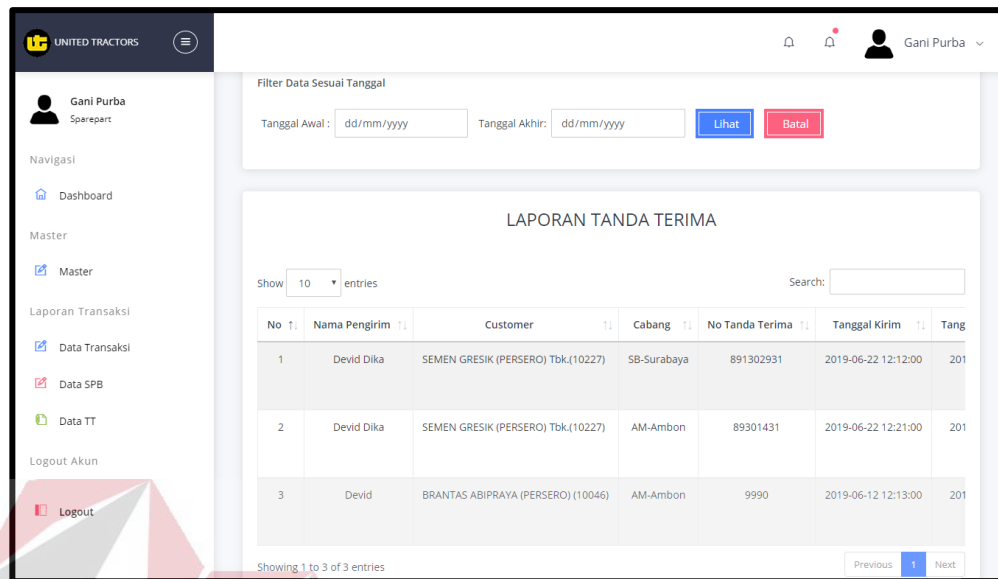 UNITED TRACTORS
Gani Purba
Gani Purba
Sparepart
Navigasi
Dashboard
Master
Master
Laporan Transaksi
Data Transaksi
Data SPB
Data TT
Logout Akun
Logout
Filter Data Sesuai Tanggal
Tanggal Awal : dd/mm/yyyy Tanggal Akhir: dd/mm/yyyy Lihat Batal
LAPORAN TANDA TERIMA
Show 10 entries Search:
No Nama Pengirim Customer Cabang No Tanda Terima Tanggal Kirim Tang
1 Devid Dika SEMEN GRESIK (PERSERO) Tbk.(10227) SB-Surabaya 891302931 2019-06-22 12:12:00 201
2 Devid Dika SEMEN GRESIK (PERSERO) Tbk.(10227) AM-Ambon 89301431 2019-06-22 12:21:00 201
3 Devid BRANTAS ABIPRAYA (PERSERO) (10046) AM-Ambon 9990 2019-06-12 12:13:00 201
Showing 1 to 3 of 3 entries Previous 1 Next